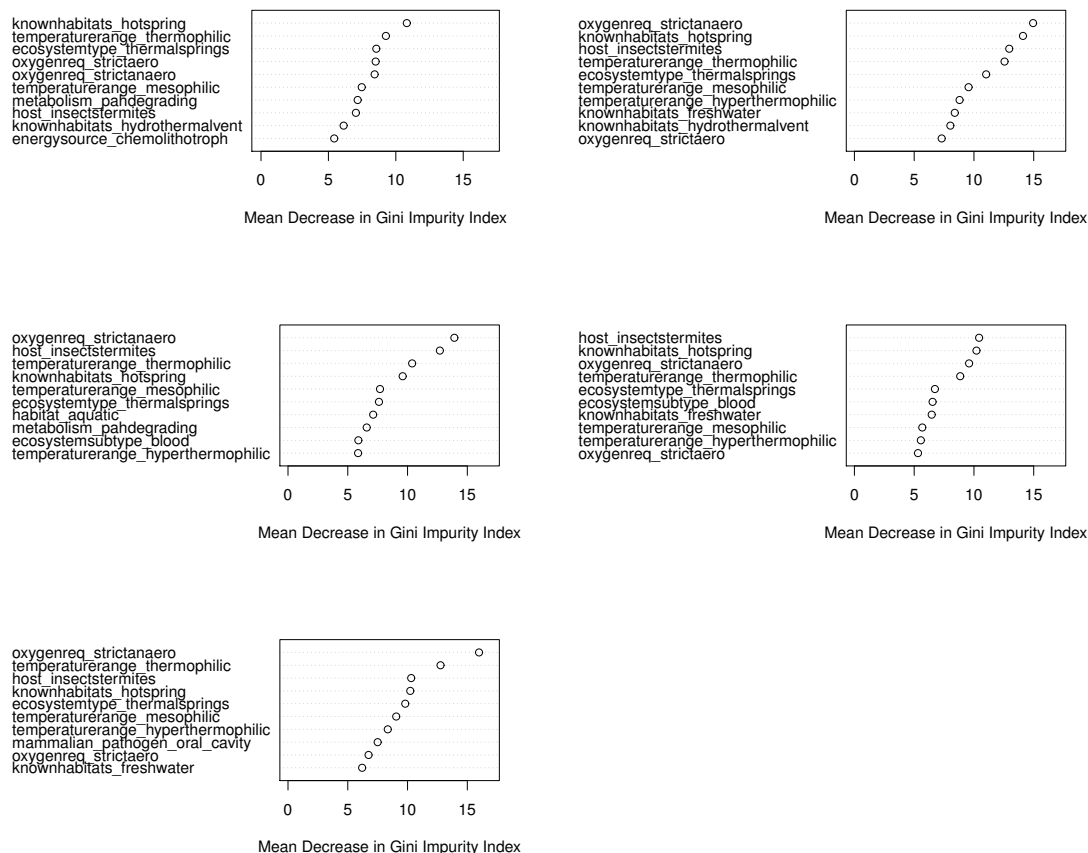 knownhabitats_hotspring
temperaturerange_thermophilic
ecosystemtype_thermalsprings
oxygenreq_strictaero
oxygenreq_strictanaero
temperaturerange_mesophilic
metabolism_pahdegrading
host_insectstermites
knownhabitats_hydrothermalvent
energysource_chemolithotroph
0 5 10 15
Mean Decrease in Gini Impurity Index
oxygenreq_strictanaero
knownhabitats_hotspring
host_insectstermites
temperaturerange_thermophilic
ecosystemtype_thermalsprings
temperaturerange_mesophilic
temperaturerange_hyperthermophilic
knownhabitats_freshwater
knownhabitats_hydrothermalvent
oxygenreq_strictaero
0 5 10 15
Mean Decrease in Gini Impurity Index
oxygenreq_strictanaero
host_insectstermites
temperaturerange_thermophilic
knownhabitats_hotspring
temperaturerange_mesophilic
ecosystemtype_thermalsprings
habitat_aquatic
metabolism_pahdegrading
ecosystemsubtype_blood
temperaturerange_hyperthermophilic
0 5 10 15
Mean Decrease in Gini Impurity Index
host_insectstermites
knownhabitats_hotspring
oxygenreq_strictanaero
temperaturerange_thermophilic
ecosystemtype_thermalsprings
ecosystemsubtype_blood
knownhabitats_freshwater
temperaturerange_mesophilic
temperaturerange_hyperthermophilic
oxygenreq_strictaero
0 5 10 15
Mean Decrease in Gini Impurity Index
oxygenreq_strictanaero
temperaturerange_thermophilic
host_insectstermites
knownhabitats_hotspring
ecosystemtype_thermalsprings
temperaturerange_mesophilic
temperaturerange_hyperthermophilic
mammalian_pathogen_oral_cavity
oxygenreq_strictaero
knownhabitats_freshwater
0 5 10 15
Mean Decrease in Gini Impurity Index